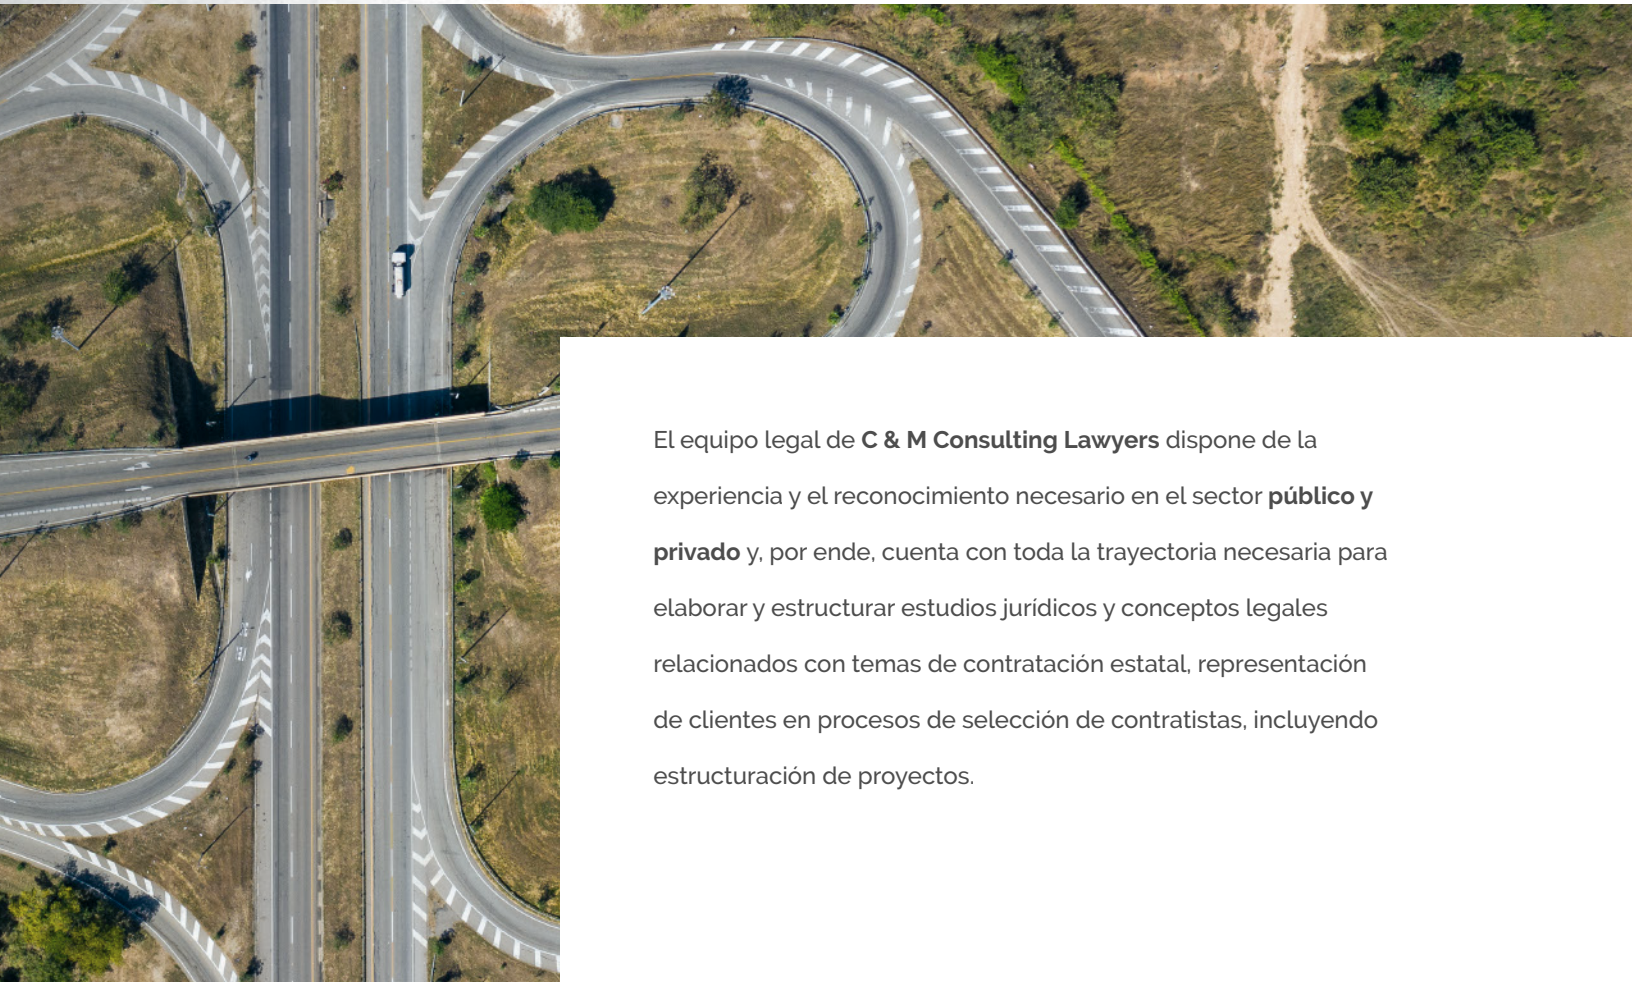 El equipo legal de C & M Consulting Lawyers dispone de la
experiencia y el reconocimiento necesario en el sector público y
privado y, por ende, cuenta con toda la trayectoria necesaria para
elaborar y estructurar estudios jurídicos y conceptos legales
relacionados con temas de contratación estatal, representación
de clientes en procesos de selección de contratistas, incluyendo
estructuración de proyectos.